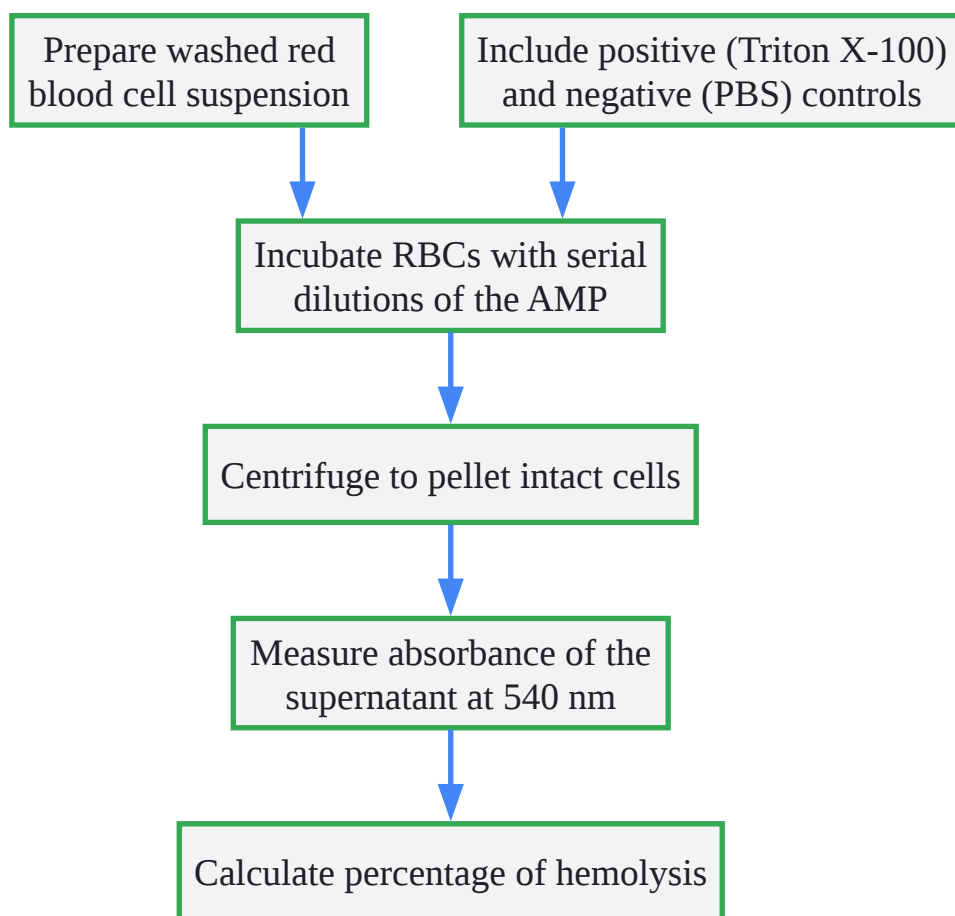 Prepare washed red
blood cell suspension
Include positive (Triton X-100)
and negative (PBS) controls
Incubate RBCs with serial
dilutions of the AMP
Centrifuge to pellet intact cells
Measure absorbance of the
supernatant at 540 nm
Calculate percentage of hemolysis